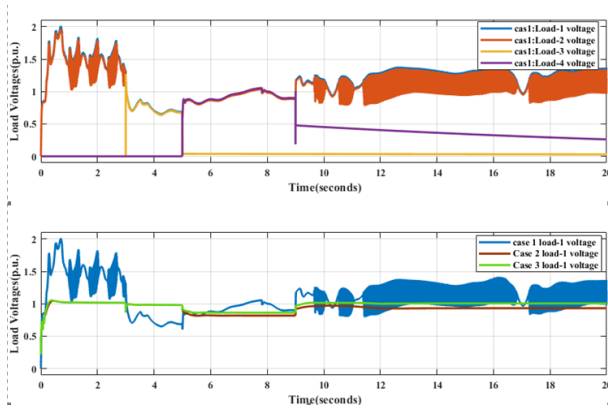 2
1.5
1
0.5
0
Load Voltages(p.u.)
cas1:Load-1 voltage
cas1:Load-2 voltage
cas1:Load-3 voltage
cas1:Load-4 voltage
0 2 4 6 8 10 12 14 16 18 20
Time(seconds)
2
1.5
1
0.5
0
Load Voltages(p.u.)
case 1 load-1 voltage
Case 2 load-1 voltage
Case 3 load-1 voltage
0 2 4 6 8 10 12 14 16 18 20
Time(seconds)